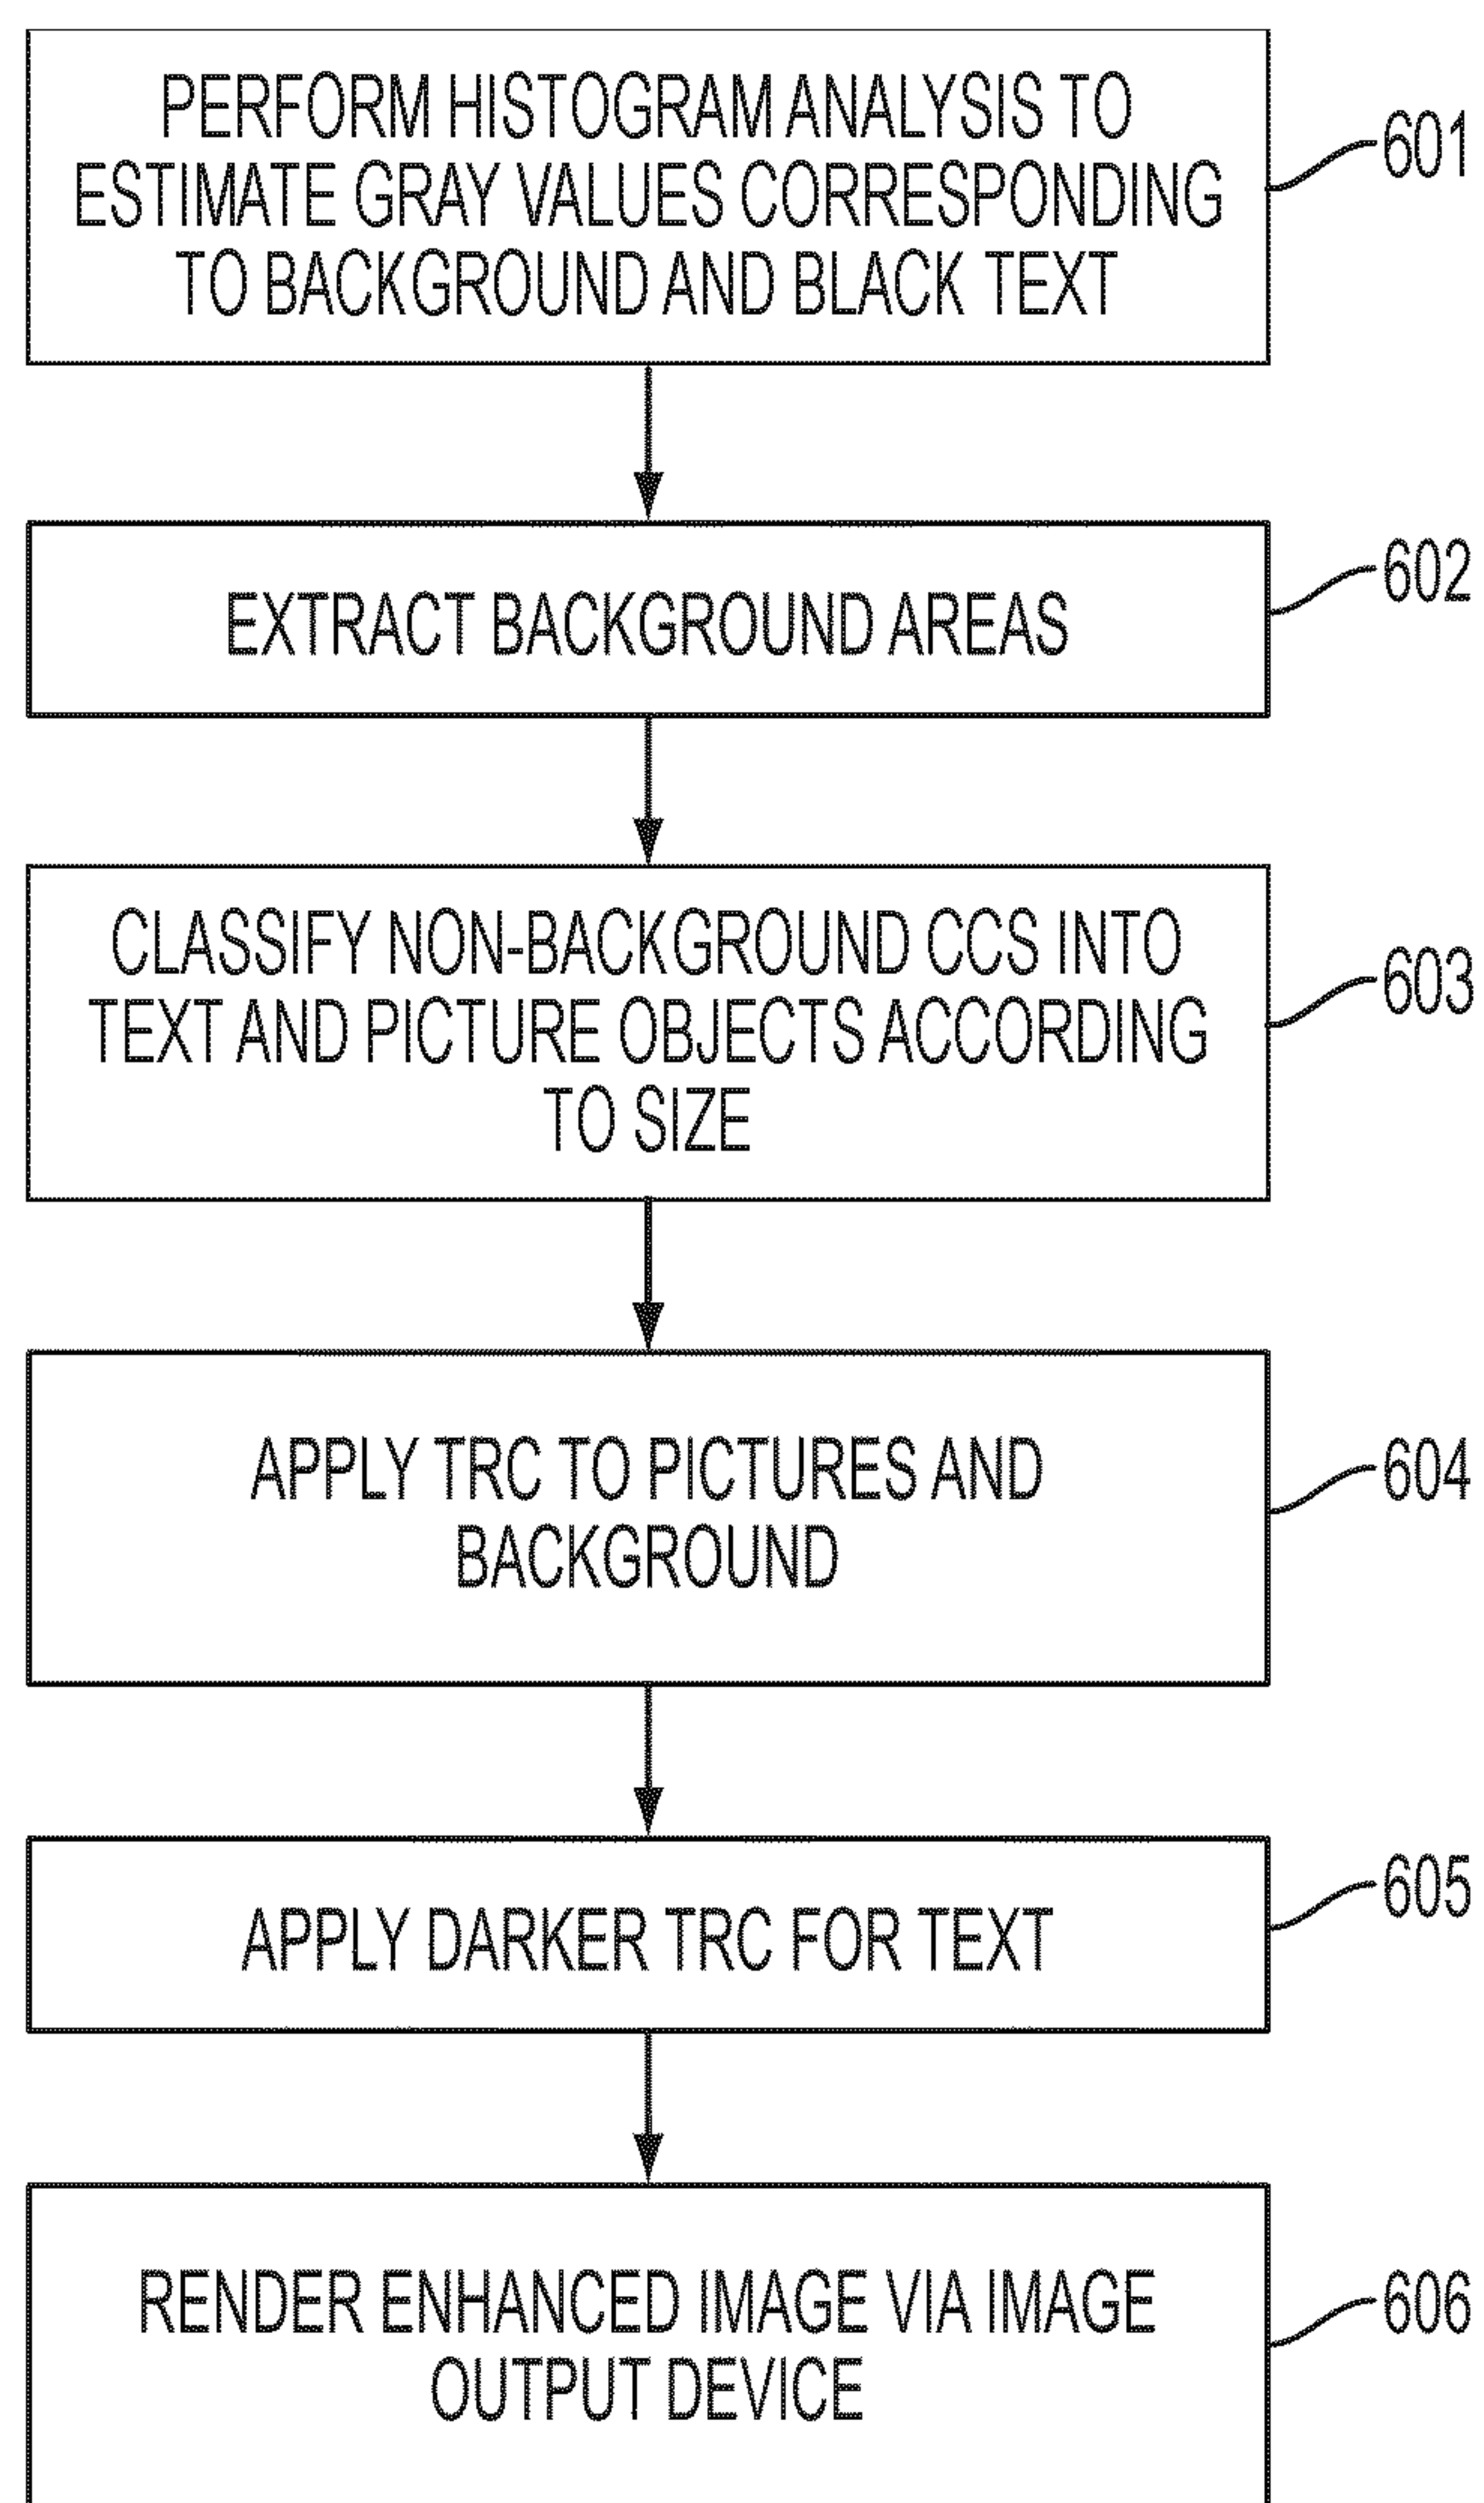 PERFORM HISTOGRAM ANALYSIS TO
ESTIMATE GRAY VALUES CORRESPONDING
TO BACKGROUND AND BLACK TEXT
601
EXTRACT BACKGROUND AREAS
602
CLASSIFY NON-BACKGROUND CCS INTO
TEXT AND PICTURE OBJECTS ACCORDING
TO SIZE
603
APPLY TRC TO PICTURES AND
BACKGROUND
604
APPLY DARKER TRC FOR TEXT
605
RENDER ENHANCED IMAGE VIA IMAGE
OUTPUT DEVICE
606